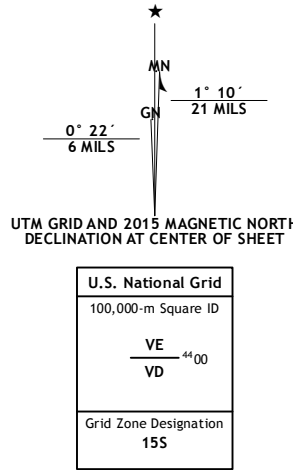 ★
MN
1° 10´
21 MILS
GN
0° 22´
6 MILS
UTM GRID AND 2015 MAGNETIC NORTH
DECLINATION AT CENTER OF SHEET
U.S. National Grid
100,000-m Square ID
VE
⁴⁴00
VD
Grid Zone Designation
15S